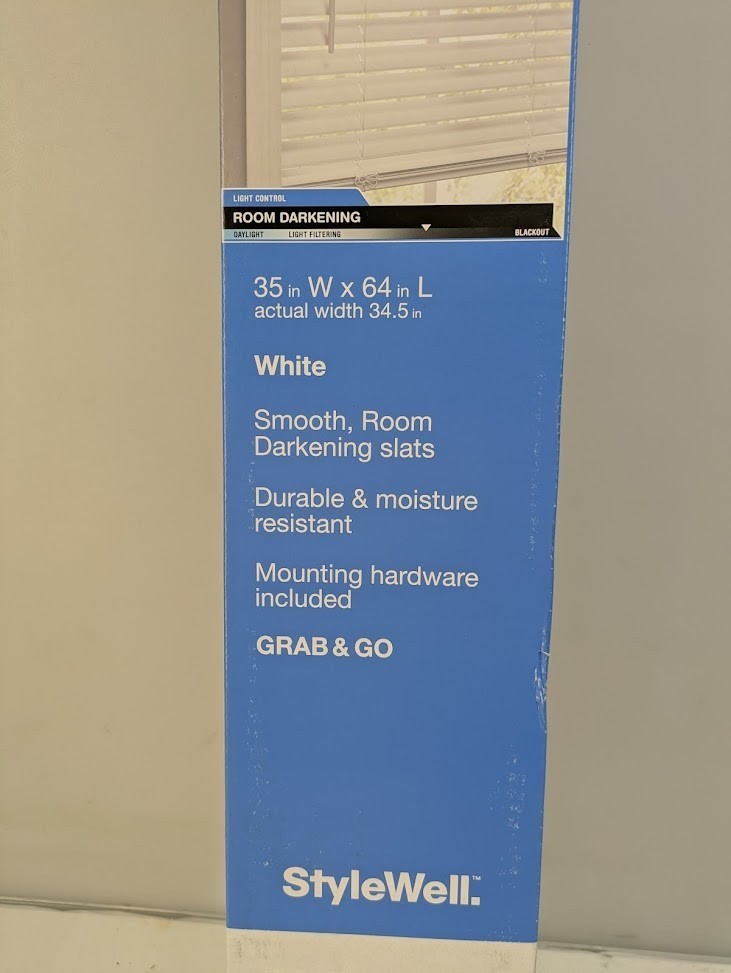 LIGHT CONTROL
ROOM DARKENING
DAYLIGHT LIGHT FILTERING BLACKOUT
35 in W x 64 in L
actual width 34.5 in
White
Smooth, Room
Darkening slats
Durable & moisture
resistant
Mounting hardware
included
GRAB & GO
StyleWell.™